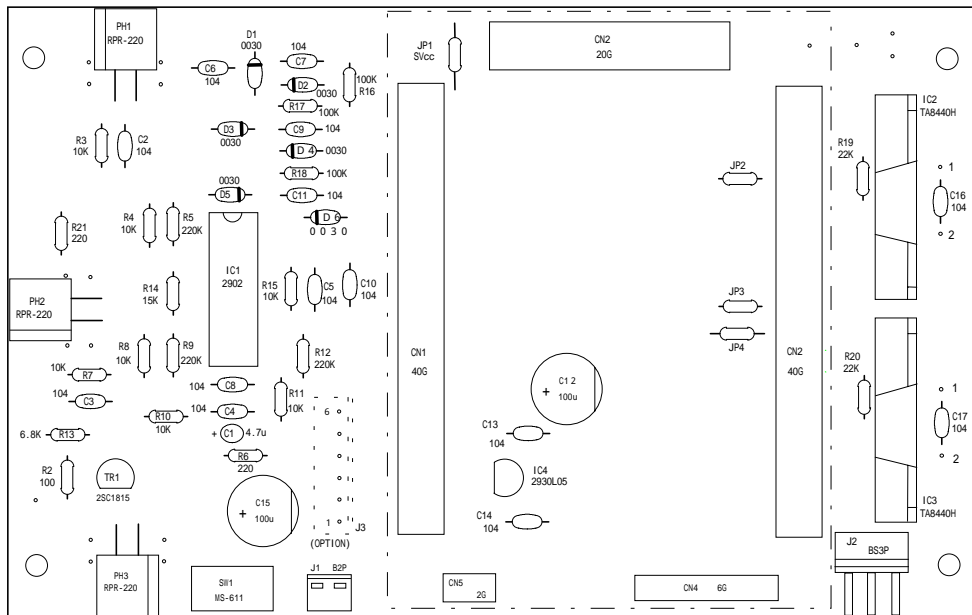 PH1
RPR-220
D1
0030
104
C7
C6
104
D2
0030
R17
100K
100K
R16
JP1
SVcc
CN2
20G
IC2
TA8440H
R3
10K
C2
104
D3
0030
C9
104
D 4
0030
R18
100K
0030
D5
C11
104
D 6
0 0 3 0
JP2
R19
22K
1
C16
104
2
R21
220
R4
10K
R5
220K
IC1
2902
R14
15K
R15
10K
C5
104
C10
104
PH2
RPR-220
JP3
JP4
R8
10K
R9
220K
R12
220K
CN1
40G
CN2
40G
10K
R7
104
C8
R11
10K
C12
+
100u
R20
22K
1
C17
104
2
104
C3
104
C4
R10
10K
6
+
C1
4.7u
6.8K
R13
R6
220
C13
104
R2
100
TR1
2SC1815
IC4
2930L05
C15
+
100u
1
J3
(OPTION)
C14
104
IC3
TA8440H
J2
BS3P
PH3
RPR-220
SW1
MS-611
J1
B2P
CN5
2G
CN4
6G